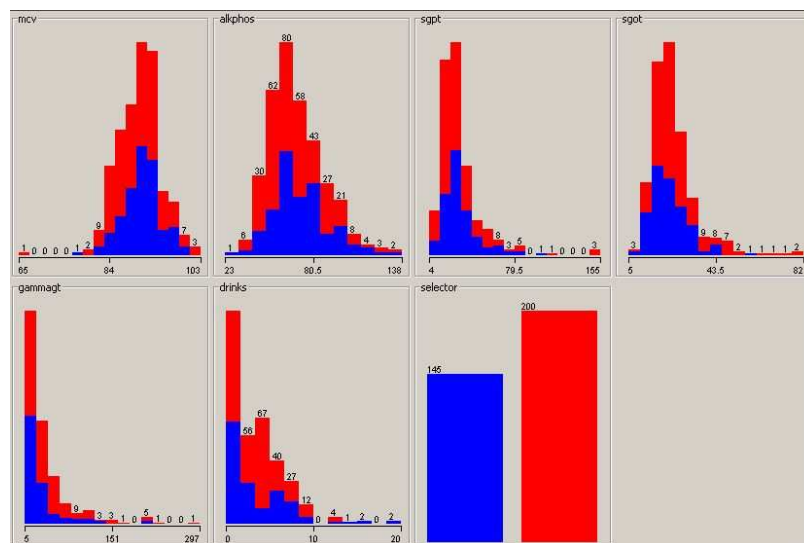 mcv
1 0 0 0 0 1 2 9 7 3
65 84 103
alkphos
1 6 30 62 80 58 43 27 21 8 4 3 2
23 80.5 138
sgpt
8 3 5 0 1 1 0 0 0 3
4 79.5 155
sgot
3 9 8 7 2 1 1 1 1 2
5 43.5 82
gammagt
9 3 3 1 0 5 1 0 0 1
5 151 297
drinks
56 67 40 27 12 0 4 1 2 0 2
0 10 20
selector
145 200